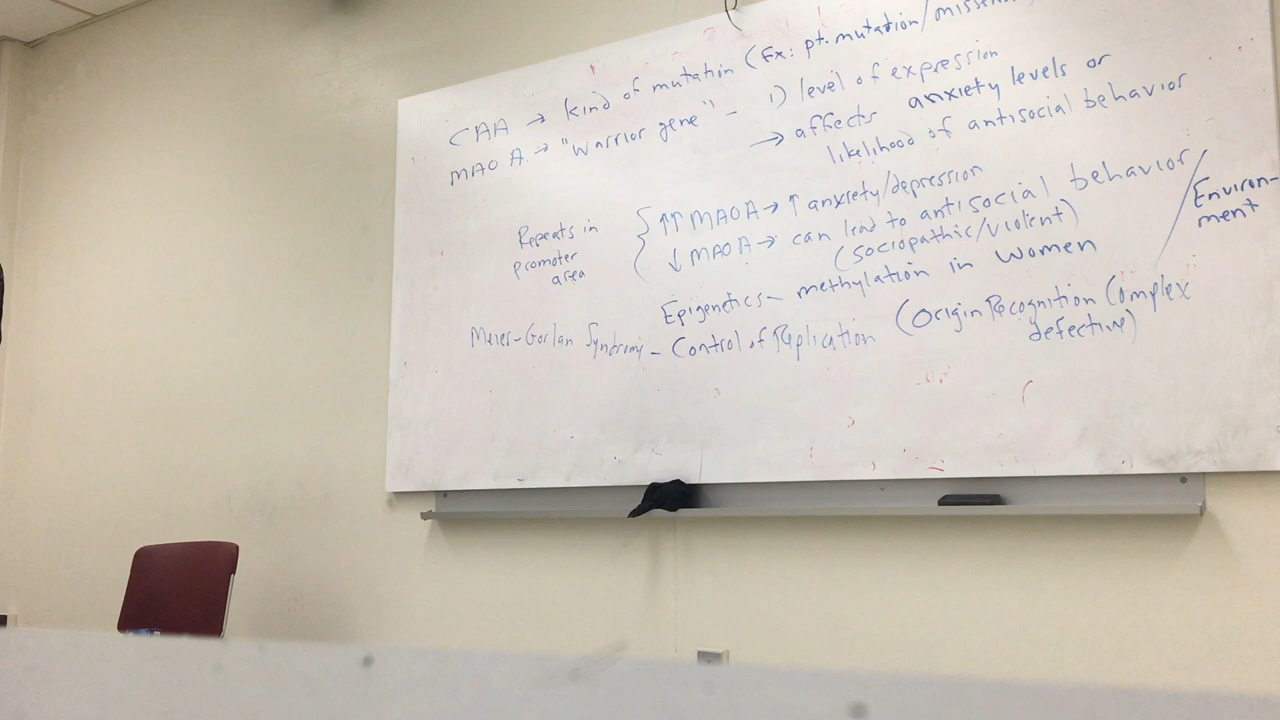 CAA → kind of mutation (Ex: pt. mutation/missen
MAO A → "Warrior gene" - 1) level of expression
→ affects anxiety levels or
likelihood of antisocial behavior
Repeats in
promoter
area
↑↑ MAOA → ↑ anxiety/depression
↓ MAOA → can lead to antisocial behavior/
(sociopathic/violent)
Environ-
ment
Epigenetics - methylation in women
Meier-Gorlan Syndrome - Control of Replication (Origin Recognition Complex
defective)